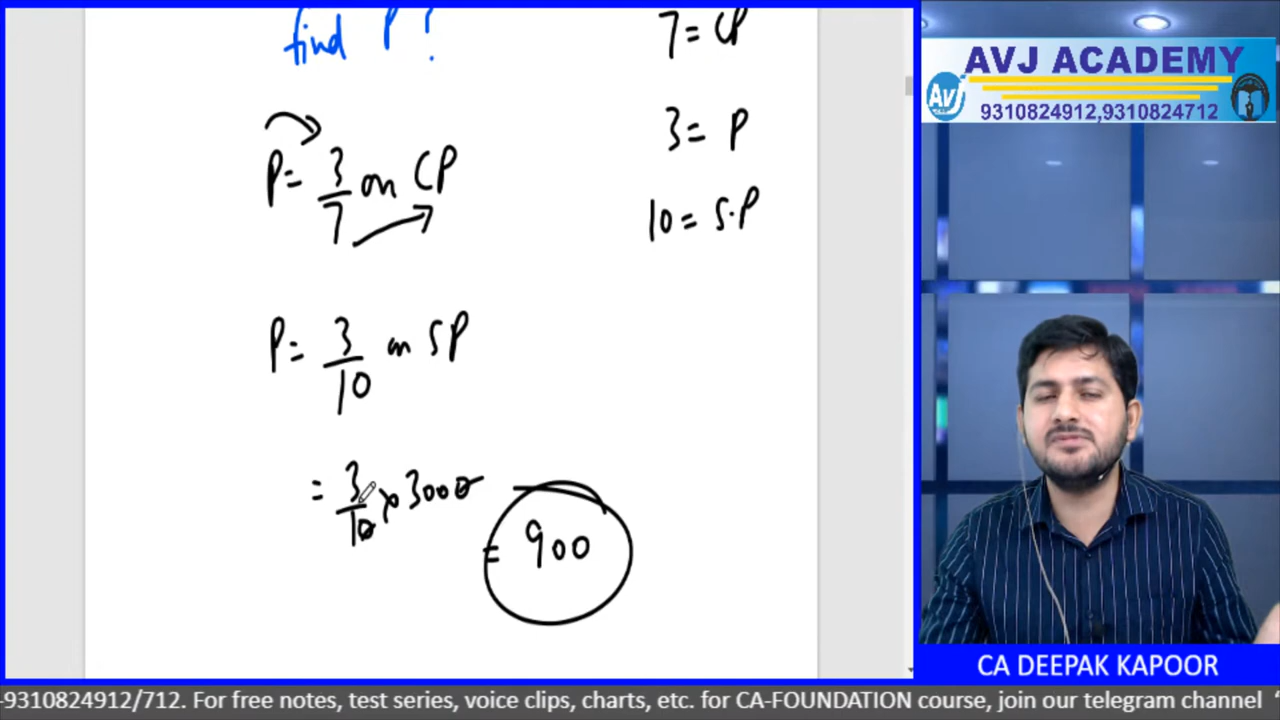 find P?
7 = CP
P = 3/7 on CP
3 = P
10 = S.P
P = 3/10 on SP
= 3/10 × 3000
= 900
AVJ ACADEMY
AVJ
9310824912,9310824712
CA DEEPAK KAPOOR
-9310824912/712. For free notes, test series, voice clips, charts, etc. for CA-FOUNDATION course, join our telegram channel